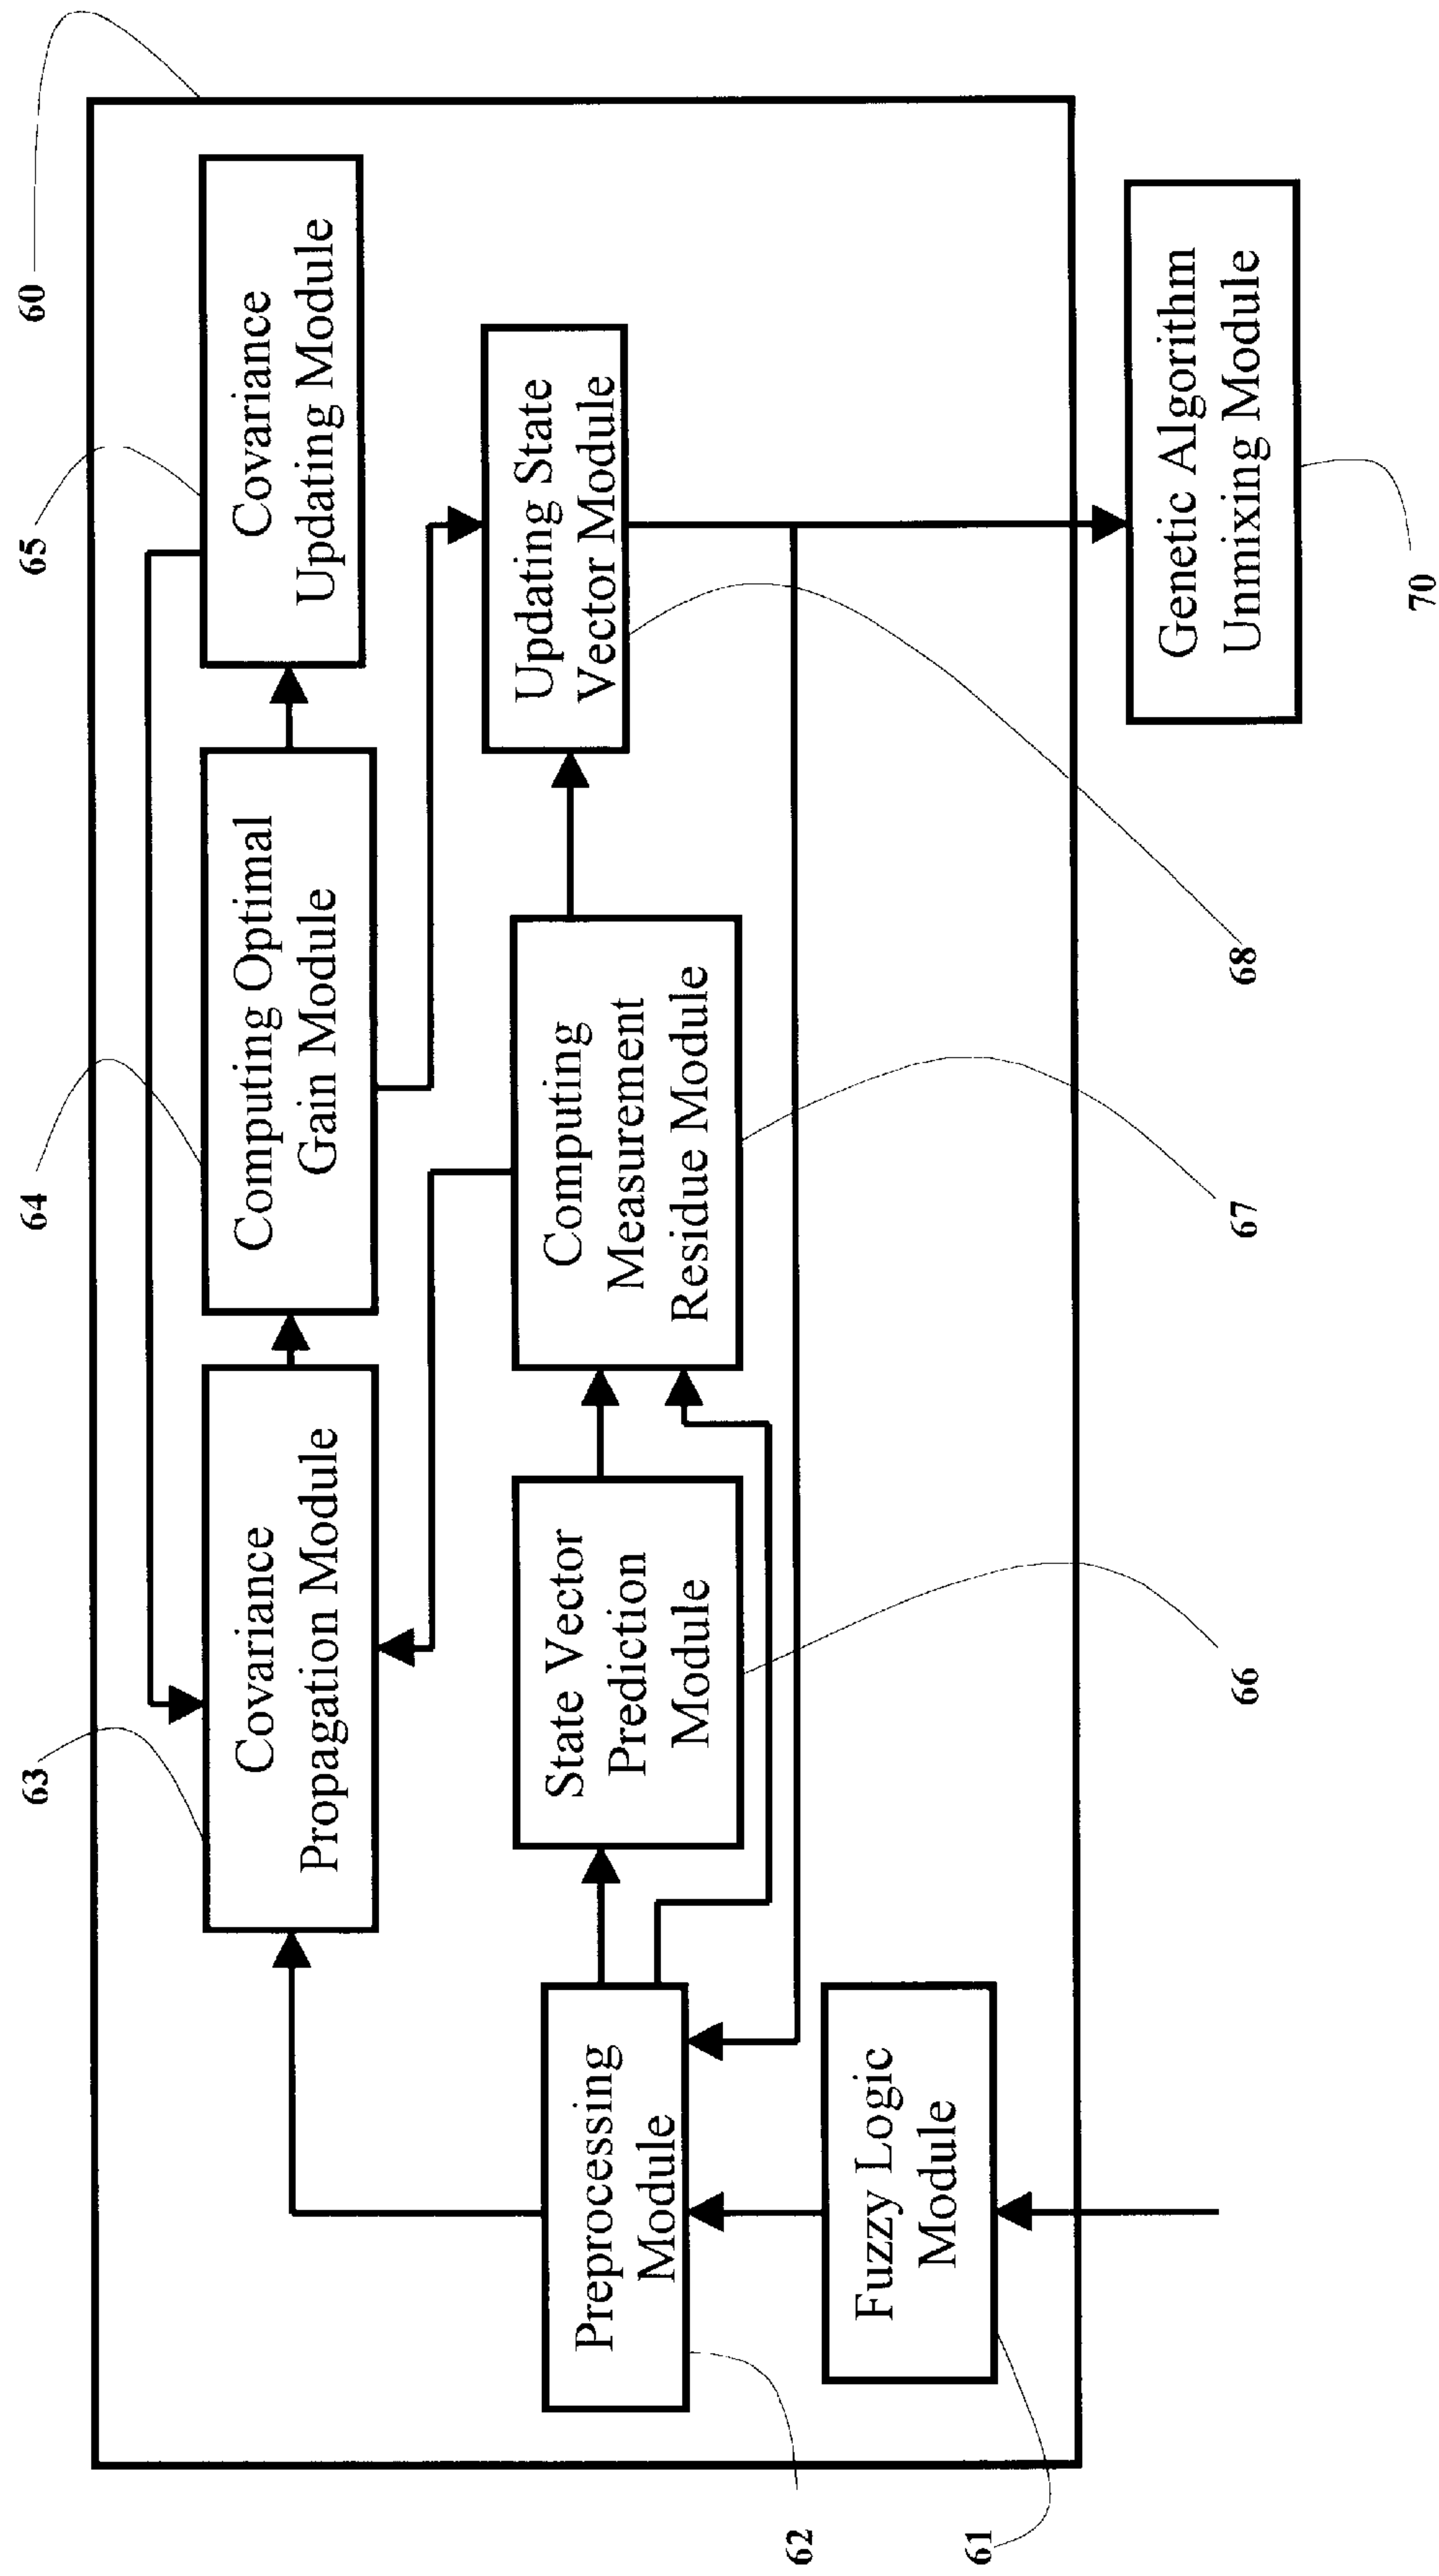 60
65
64
63
Covariance
Updating Module
Computing Optimal
Gain Module
Covariance
Propagation Module
Updating State
Vector Module
Computing
Measurement
Residue Module
State Vector
Prediction
Module
Preprocessing
Module
Fuzzy Logic
Module
Genetic Algorithm
Unmixing Module
62
61
66
67
68
70